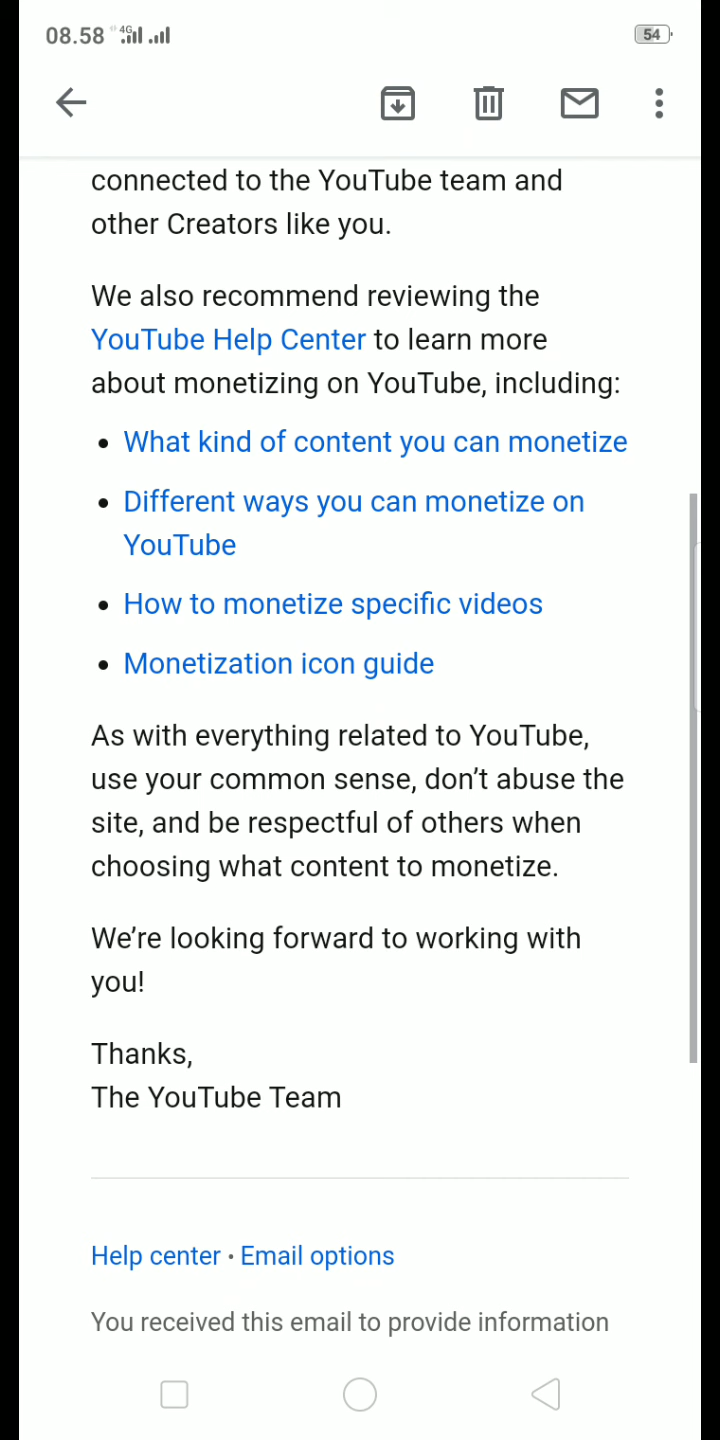 08.58 4G 54
connected to the YouTube team and
other Creators like you.
We also recommend reviewing the
YouTube Help Center to learn more
about monetizing on YouTube, including:
• What kind of content you can monetize
• Different ways you can monetize on
YouTube
• How to monetize specific videos
• Monetization icon guide
As with everything related to YouTube,
use your common sense, don’t abuse the
site, and be respectful of others when
choosing what content to monetize.
We’re looking forward to working with
you!
Thanks,
The YouTube Team
Help center • Email options
You received this email to provide information